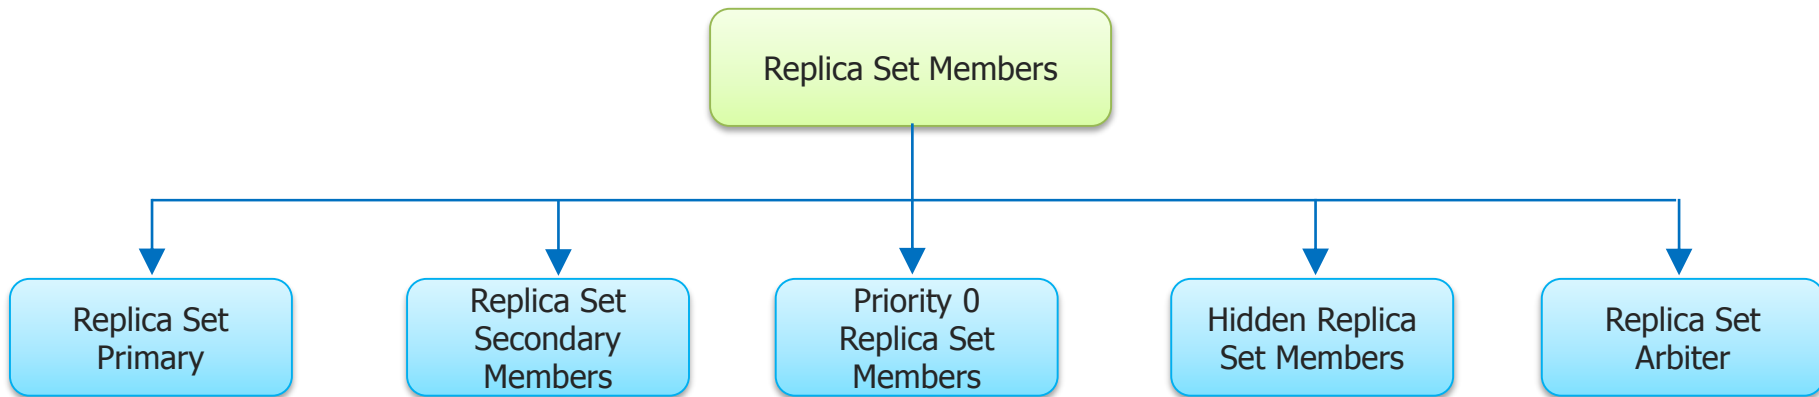 Replica Set Members
Replica Set
Primary
Replica Set
Secondary
Members
Priority 0
Replica Set
Members
Hidden Replica
Set Members
Replica Set
Arbiter